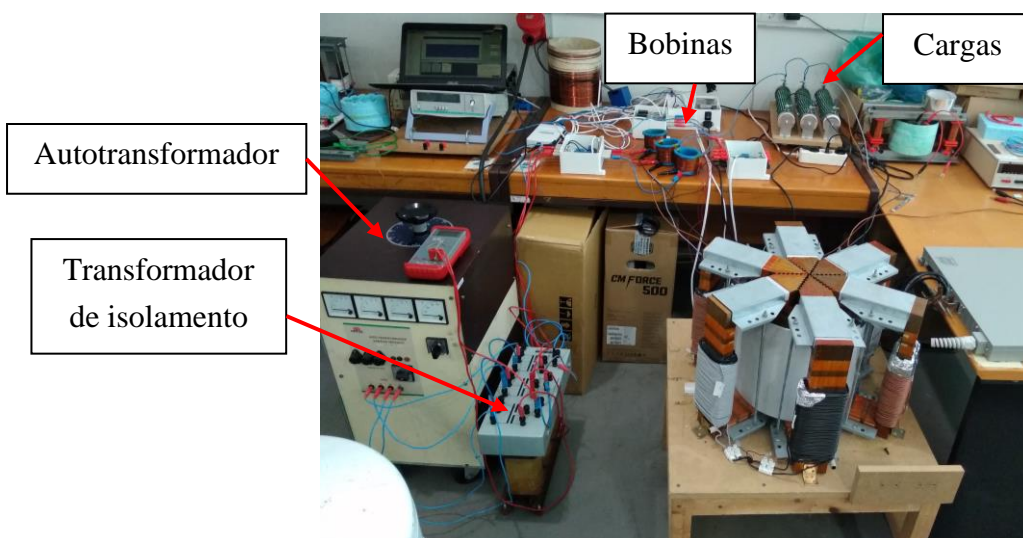 Bobinas
Cargas
Autotransformador
Transformador
de isolamento
CM FORCE
500